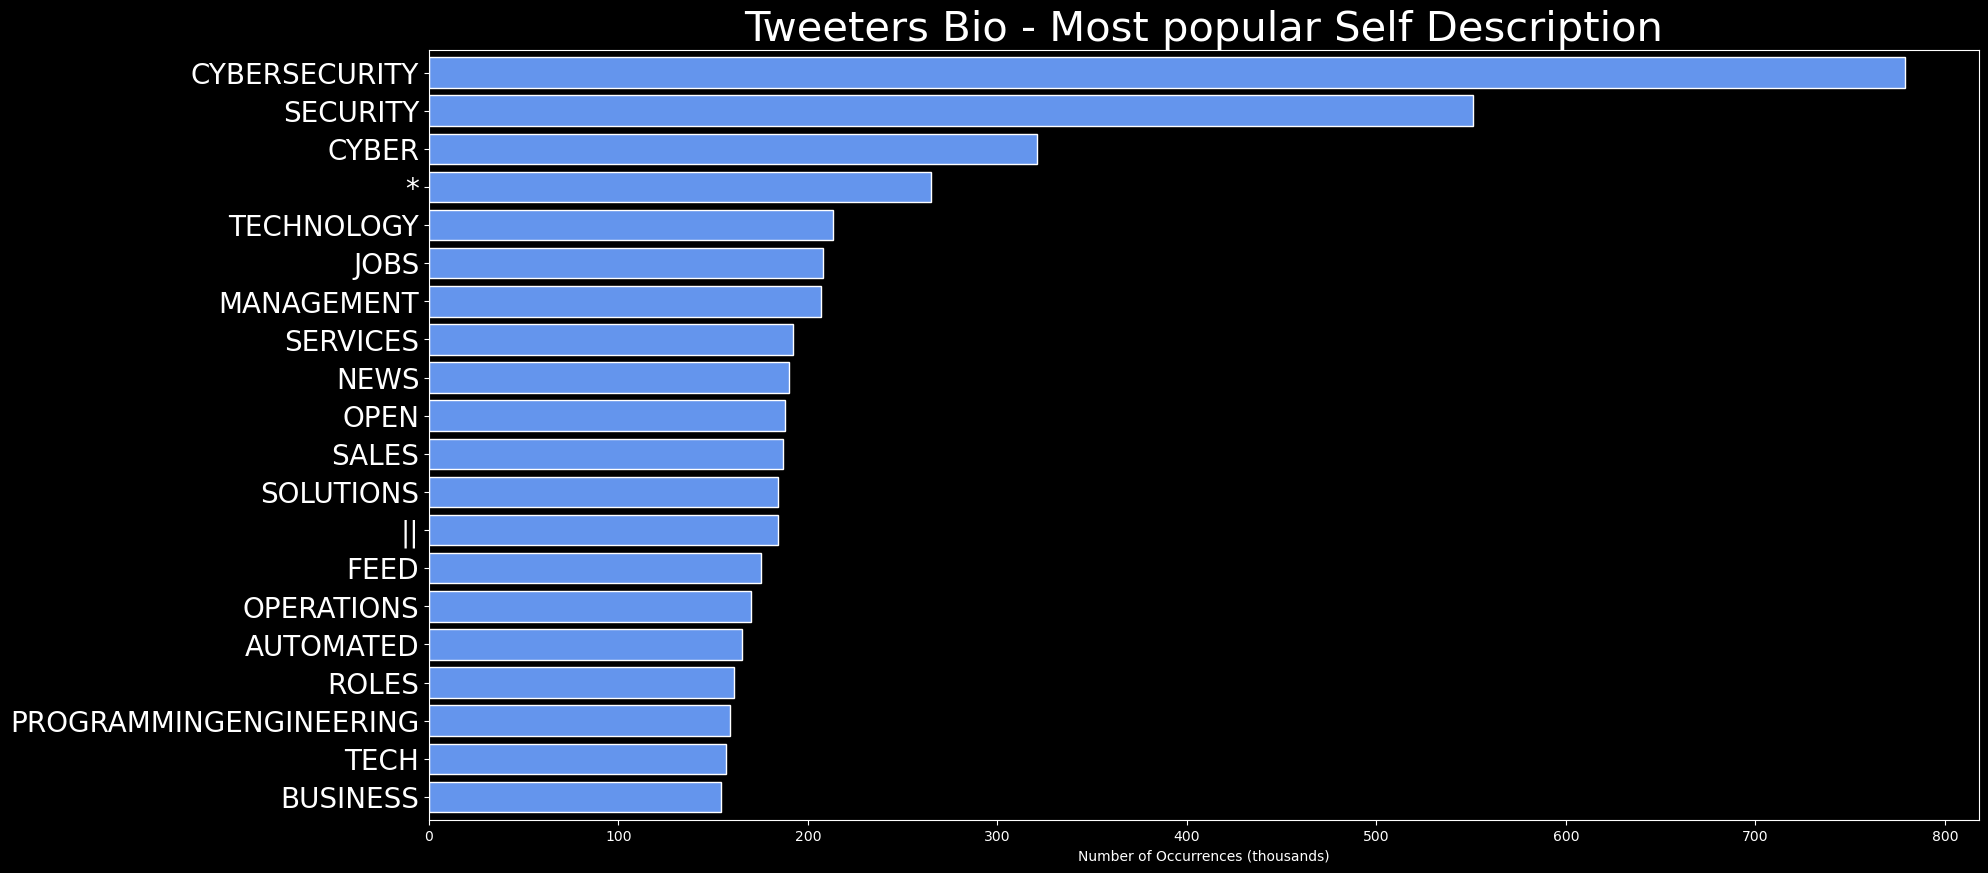 Tweeters Bio - Most popular Self Description
CYBERSECURITY
SECURITY
CYBER
*
TECHNOLOGY
JOBS
MANAGEMENT
SERVICES
NEWS
OPEN
SALES
SOLUTIONS
||
FEED
OPERATIONS
AUTOMATED
ROLES
PROGRAMMINGENGINEERING
TECH
BUSINESS
0 100 200 300 400 500 600 700 800
Number of Occurrences (thousands)